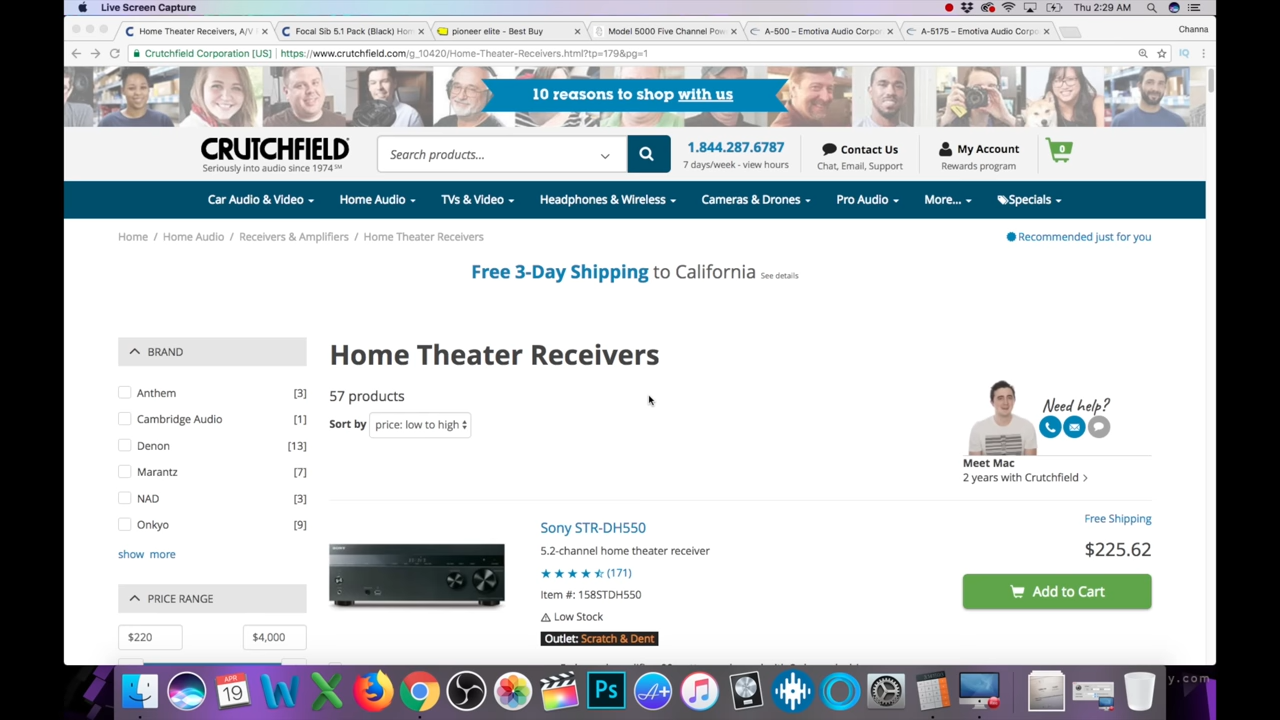 Live Screen Capture
Thu 2:29 AM
Home Theater Receivers, A/V
Focal Sib 5.1 Pack (Black) Hom
pioneer elite - Best Buy
Model 5000 Five Channel Pow
A-500 – Emotiva Audio Corpor
A-5175 – Emotiva Audio Corpo
Channa
Crutchfield Corporation [US]
https://www.crutchfield.com/g_10420/Home-Theater-Receivers.html?tp=179&pg=1
10 reasons to shop with us
CRUTCHFIELD
Seriously into audio since 1974 SM
Search products...
1.844.287.6787
7 days/week - view hours
Contact Us
Chat, Email, Support
My Account
Rewards program
0
Car Audio & Video
Home Audio
TVs & Video
Headphones & Wireless
Cameras & Drones
Pro Audio
More...
Specials
Home / Home Audio / Receivers & Amplifiers / Home Theater Receivers
Recommended just for you
Free 3-Day Shipping to California See details
BRAND
Anthem [3]
Cambridge Audio [1]
Denon [13]
Marantz [7]
NAD [3]
Onkyo [9]
show more
PRICE RANGE
$220
$4,000
Home Theater Receivers
57 products
Sort by price: low to high
Need help?
Meet Mac
2 years with Crutchfield >
Sony STR-DH550
5.2-channel home theater receiver
(171)
Item #: 158STDH550
Low Stock
Outlet: Scratch & Dent
Free Shipping
$225.62
Add to Cart
SONY
APR
19
W
X
Ps
A+
y.com